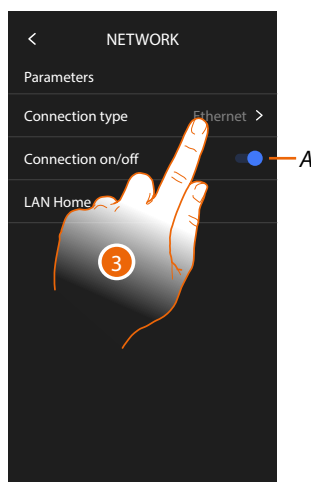 < NETWORK
Parameters
Connection type Ethernet >
Connection on/off
A
LAN Home
3